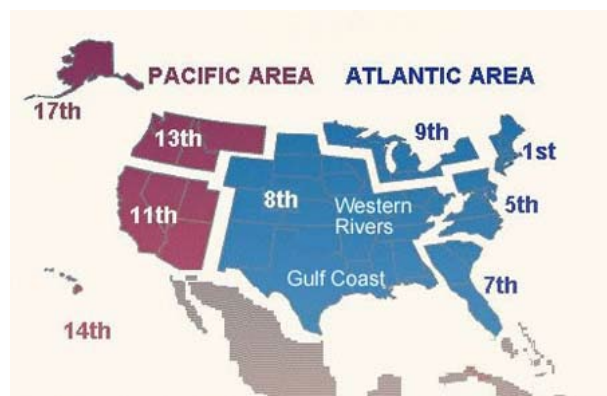 PACIFIC AREA
ATLANTIC AREA
17th
13th
9th
1st
11th
8th
Western
Rivers
5th
Gulf Coast
7th
14th